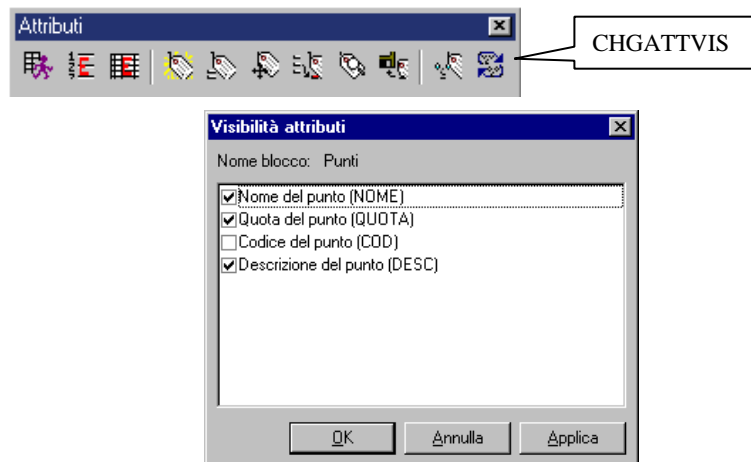 Attributi
CHGATTVIS
Visibilità attributi
Nome blocco: Punti
Nome del punto (NOME)
Quota del punto (QUOTA)
Codice del punto (COD)
Descrizione del punto (DESC)
OK Annulla Applica